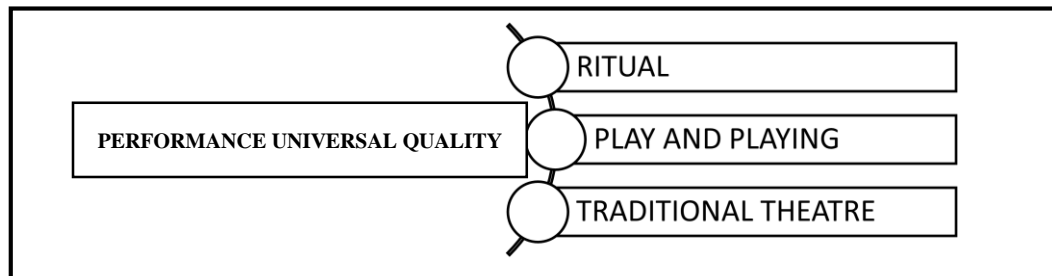 PERFORMANCE UNIVERSAL QUALITY
RITUAL
PLAY AND PLAYING
TRADITIONAL THEATRE